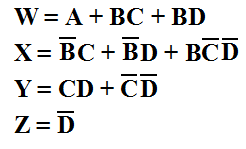 W = A + BC + BD
X = B̅C + B̅D + BC̅D̅
Y = CD + C̅D̅
Z = D̅